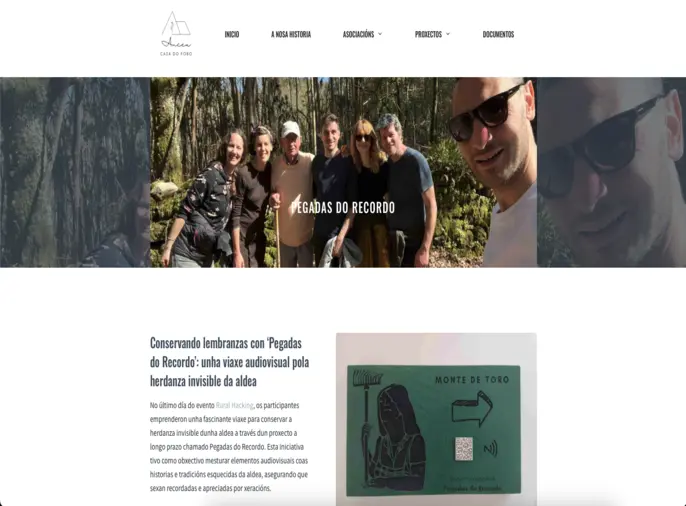 CASA DO FORO
INICIO
A NOSA HISTORIA
ASOCIACIÓNS
PROXECTOS
DOCUMENTOS
PEGADAS DO RECORDO
Conservando lembranzas con 'Pegadas
do Recordo': unha viaxe audiovisual pola
herdanza invisible da aldea
No último día do evento Rural Hacking, os participantes
emprenderon unha fascinante viaxe para conservar a
herdanza invisible dunha aldea a través dun proxecto a
longo prazo chamado Pegadas do Recordo. Esta iniciativa
tivo como obxectivo mesturar elementos audiovisuais coas
historias e tradicións esquecidas da aldea, asegurando que
sexan recordadas e apreciadas por xeracións.
MONTE DE TORO
Pegadas do Recordo